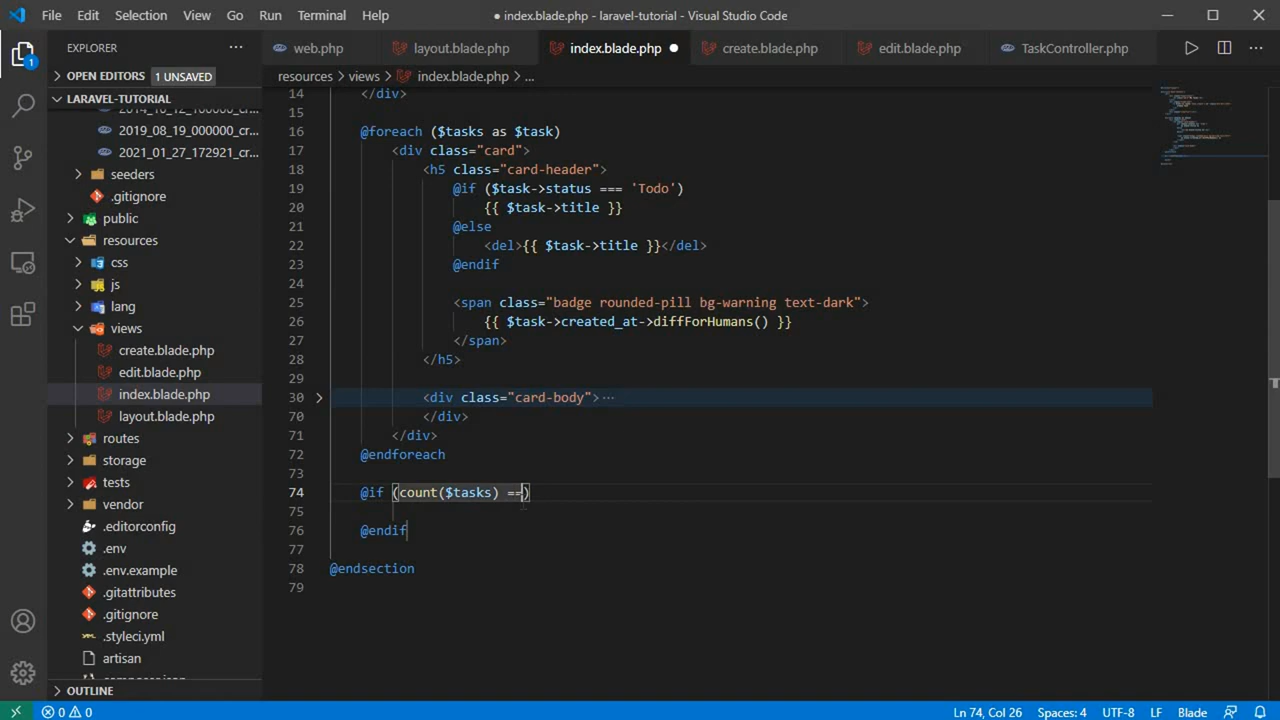 File Edit Selection View Go Run Terminal Help
● index.blade.php - laravel-tutorial - Visual Studio Code
EXPLORER ...
web.php layout.blade.php index.blade.php ● create.blade.php edit.blade.php TaskController.php ...
OPEN EDITORS 1 UNSAVED
resources > views > index.blade.php > ...
LARAVEL-TUTORIAL
2019_08_19_000000_cr...
2021_01_27_172921_cr...
seeders
.gitignore
public
resources
css
js
lang
views
create.blade.php
edit.blade.php
index.blade.php
layout.blade.php
routes
storage
tests
vendor
.editorconfig
.env
.env.example
.gitattributes
.gitignore
.styleci.yml
artisan
OUTLINE
1
14 </div>
15
16 @foreach ($tasks as $task)
17 <div class="card">
18 <h5 class="card-header">
19 @if ($task->status === 'Todo')
20 {{ $task->title }}
21 @else
22 <del>{{ $task->title }}</del>
23 @endif
24
25 <span class="badge rounded-pill bg-warning text-dark">
26 {{ $task->created_at->diffForHumans() }}
27 </span>
28 </h5>
29
30 <div class="card-body">...
70 </div>
71 </div>
72 @endforeach
73
74 @if (count($tasks) ==)
75
76 @endif
77
78 @endsection
79
0 0 Ln 74, Col 26 Spaces: 4 UTF-8 LF Blade